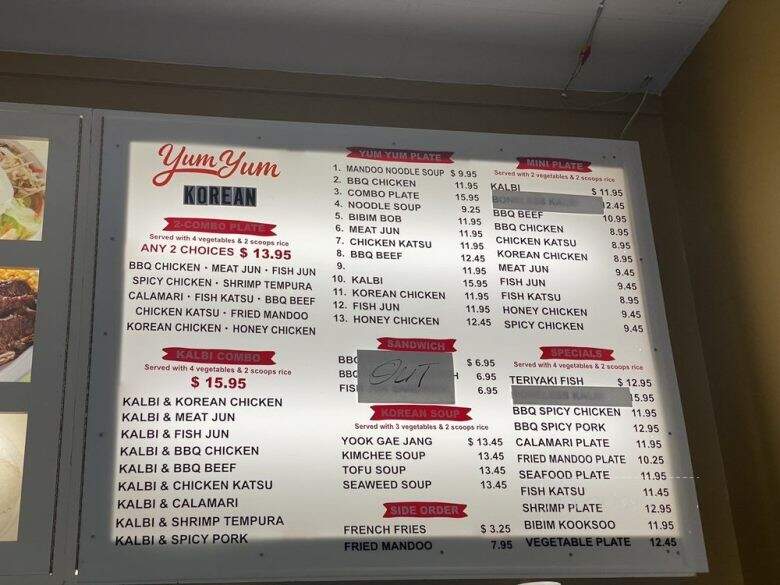 Yum Yum
KOREAN
2-COMBO PLATE
Served with 4 vegetables & 2 scoops rice
ANY 2 CHOICES $ 13.95
BBQ CHICKEN • MEAT JUN • FISH JUN
SPICY CHICKEN • SHRIMP TEMPURA
CALAMARI • FISH KATSU • BBQ BEEF
CHICKEN KATSU • FRIED MANDOO
KOREAN CHICKEN • HONEY CHICKEN
KALBI COMBO
Served with 4 vegetables & 2 scoops rice
$ 15.95
KALBI & KOREAN CHICKEN
KALBI & MEAT JUN
KALBI & FISH JUN
KALBI & BBQ CHICKEN
KALBI & BBQ BEEF
KALBI & CHICKEN KATSU
KALBI & CALAMARI
KALBI & SHRIMP TEMPURA
KALBI & SPICY PORK
YUM YUM PLATE
1. MANDOO NOODLE SOUP $ 9.95
2. BBQ CHICKEN 11.95
3. COMBO PLATE 15.95
4. NOODLE SOUP 9.25
5. BIBIM BOB 11.95
6. MEAT JUN 11.95
7. CHICKEN KATSU 11.95
8. BBQ BEEF 12.45
9. 11.95
10. KALBI 15.95
11. KOREAN CHICKEN 11.95
12. FISH JUN 11.95
13. HONEY CHICKEN 12.45
SANDWICH
BBQ $ 6.95
BBQ H 6.95
FISH 6.95
OUT
KOREAN SOUP
Served with 3 vegetables & 2 scoops rice
YOOK GAE JANG $ 13.45
KIMCHEE SOUP 13.45
TOFU SOUP 13.45
SEAWEED SOUP 13.45
SIDE ORDER
FRENCH FRIES $ 3.25
FRIED MANDOO 7.95
MINI PLATE
Served with 2 vegetables & 2 scoops rice
KALBI $ 11.95
BONELESS KALBI 12.45
BBQ BEEF 10.95
BBQ CHICKEN 8.95
CHICKEN KATSU 8.95
KOREAN CHICKEN 8.95
MEAT JUN 9.45
FISH JUN 9.45
FISH KATSU 8.95
HONEY CHICKEN 9.45
SPICY CHICKEN 9.45
SPECIALS
Served with 4 vegetables & 2 scoops rice
TERIYAKI FISH $ 12.95
BONELESS KALBI 15.95
BBQ SPICY CHICKEN 11.95
BBQ SPICY PORK 12.95
CALAMARI PLATE 11.95
FRIED MANDOO PLATE 10.25
SEAFOOD PLATE 11.95
FISH KATSU 11.45
SHRIMP PLATE 12.95
BIBIM KOOKSOO 11.95
VEGETABLE PLATE 12.45